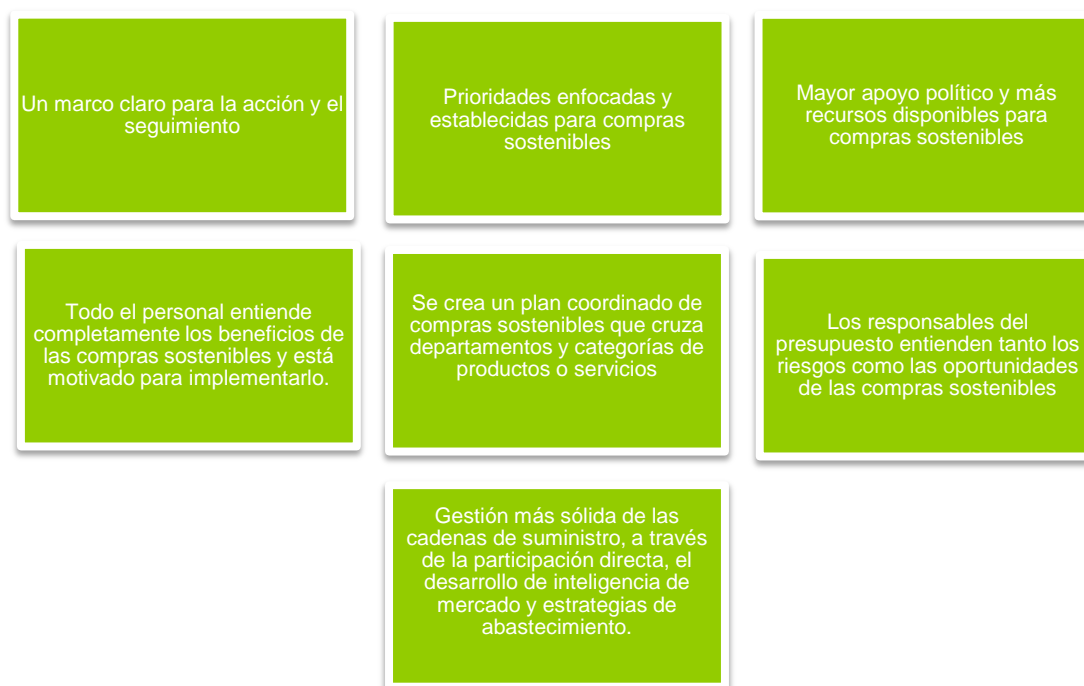 Un marco claro para la acción y el
seguimiento
Prioridades enfocadas y
establecidas para compras
sostenibles
Mayor apoyo político y más
recursos disponibles para
compras sostenibles
Todo el personal entiende
completamente los beneficios de
las compras sostenibles y está
motivado para implementarlo.
Se crea un plan coordinado de
compras sostenibles que cruza
departamentos y categorías de
productos o servicios
Los responsables del
presupuesto entienden tanto los
riesgos como las oportunidades
de las compras sostenibles
Gestión más sólida de las
cadenas de suministro, a través
de la participación directa, el
desarrollo de inteligencia de
mercado y estrategias de
abastecimiento.